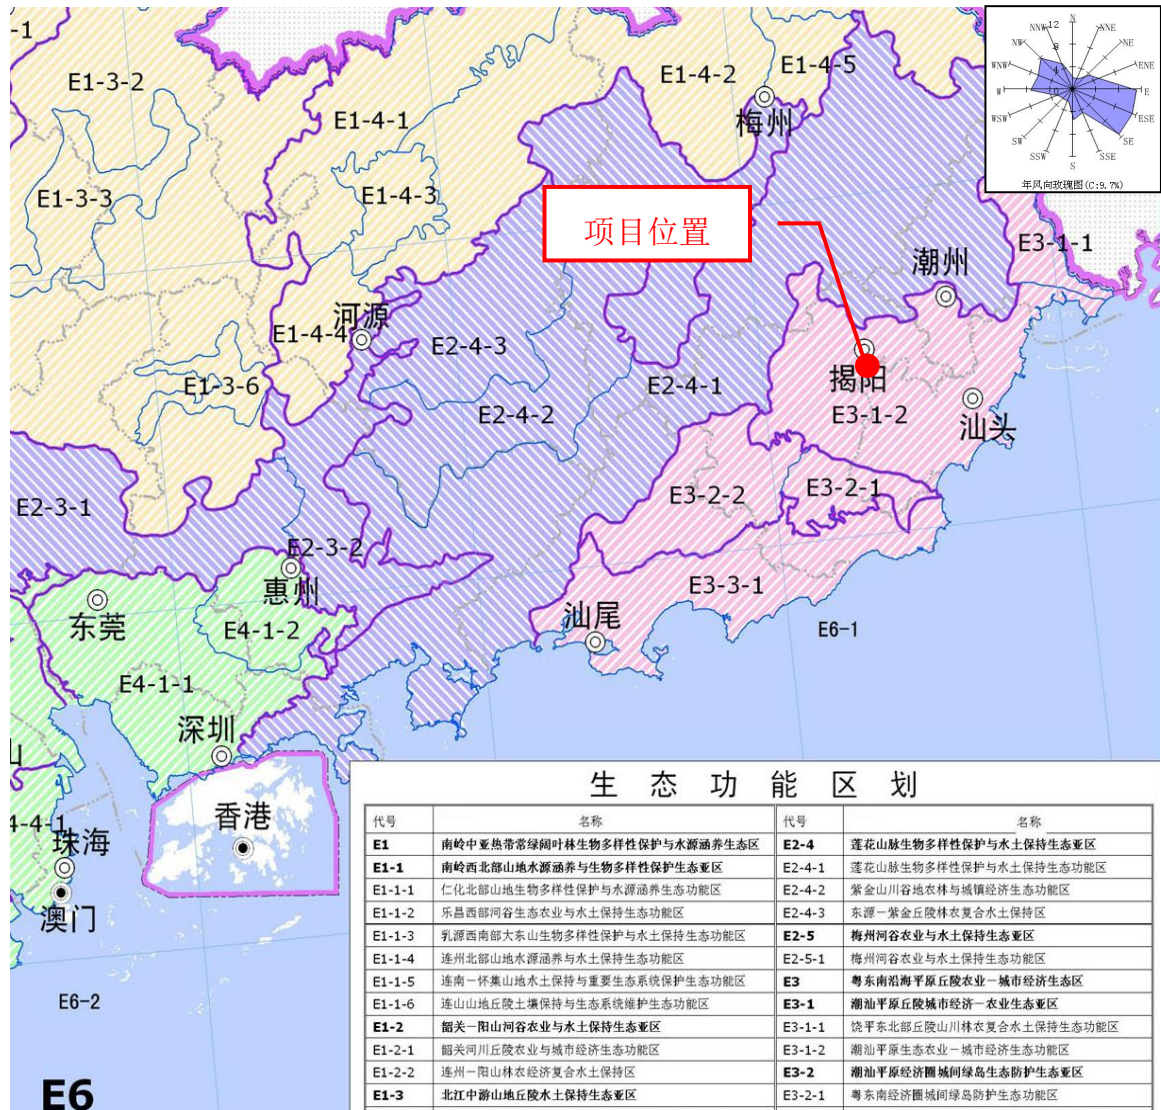 -1
E1-3-2
E1-4-2
E1-4-5
梅州
E1-4-1
E1-3-3
E1-4-3
项目位置
E3-1-1
潮州
河源
E1-4-4
E2-4-3
E1-3-6
E2-4-1
揭阳
E2-4-2
E3-1-2
汕头
E2-3-1
E3-2-2
E3-2-1
E2-3-2
惠州
E3-3-1
东莞
E4-1-2
汕尾
E6-1
E4-1-1
深圳
山
香港
4-4-1
珠海
澳门
E6-2
E6
N
NNE
NE
ENE
E
ESE
SE
SSE
S
SSW
SW
WSW
W
WNW
NW
NNW
12
8
4
年风向玫瑰图(C:9.7%)
生态功能区划
代号 名称 代号 名称
E1 南岭中亚热带常绿阔叶林生物多样性保护与水源涵养生态区 E2-4 莲花山脉生物多样性保护与水土保持生态亚区
E1-1 南岭西北部山地水源涵养与生物多样性保护生态亚区 E2-4-1 莲花山脉生物多样性保护与水土保持生态功能区
E1-1-1 仁化北部山地生物多样性保护与水源涵养生态功能区 E2-4-2 紫金山川谷地农林与城镇经济生态功能区
E1-1-2 乐昌西部河谷生态农业与水土保持生态功能区 E2-4-3 东源－紫金丘陵林农复合水土保持区
E1-1-3 乳源西南部大东山生物多样性保护与水土保持生态功能区 E2-5 梅州河谷农业与水土保持生态亚区
E1-1-4 连州北部山地水源涵养与水土保持生态功能区 E2-5-1 梅州河谷农业与水土保持生态功能区
E1-1-5 连南－怀集山地水土保持与重要生态系统保护生态功能区 E3 粤东南沿海平原丘陵农业－城市经济生态区
E1-1-6 连山山地丘陵土壤保持与生态系统维护生态功能区 E3-1 潮汕平原丘陵城市经济－农业生态亚区
E1-2 韶关－阳山河谷农业与水土保持生态亚区 E3-1-1 饶平东北部丘陵山川林农复合水土保持生态功能区
E1-2-1 韶关河川丘陵农业与城市经济生态功能区 E3-1-2 潮汕平原生态农业－城市经济生态功能区
E1-2-2 连州－阳山林农经济复合水土保持区 E3-2 潮汕平原经济圈城间绿岛生态防护生态亚区
E1-3 北江中游山地丘陵水土保持生态亚区 E3-2-1 粤东南经济圈城间绿岛防护生态功能区